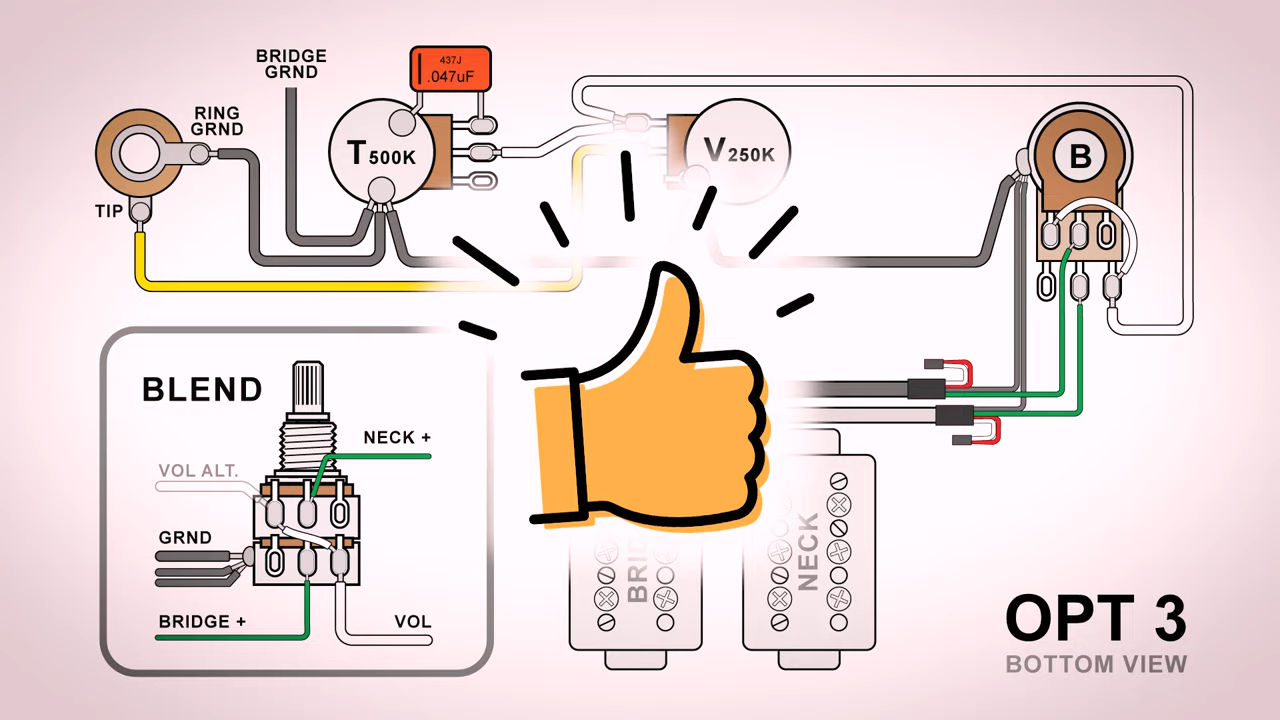 BRIDGE
GRND
RING
GRND
TIP
437J
.047uF
T500K
V250K
B
BLEND
NECK +
VOL ALT.
GRND
BRIDGE +
VOL
NECK
OPT 3
BOTTOM VIEW